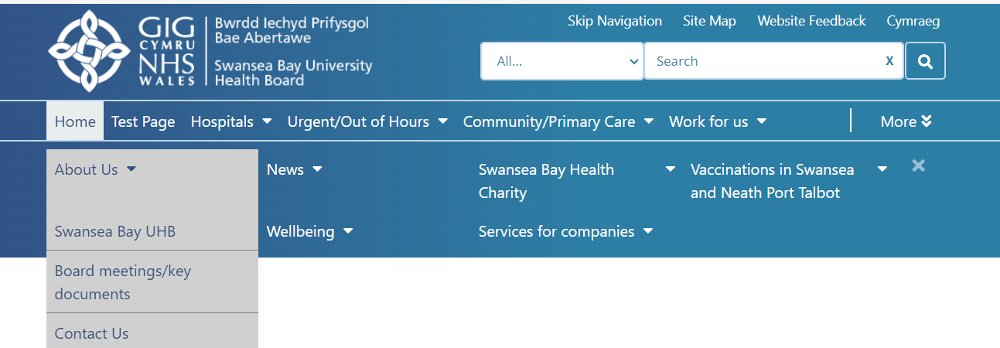 GIG
CYMRU
NHS
WALES
Bwrdd Iechyd Prifysgol
Bae Abertawe
Swansea Bay University
Health Board
Skip Navigation Site Map Website Feedback Cymraeg
All... Search x
Home Test Page Hospitals Urgent/Out of Hours Community/Primary Care Work for us More
About Us News Swansea Bay Health Charity Vaccinations in Swansea and Neath Port Talbot
Swansea Bay UHB Wellbeing Services for companies
Board meetings/key
documents
Contact Us